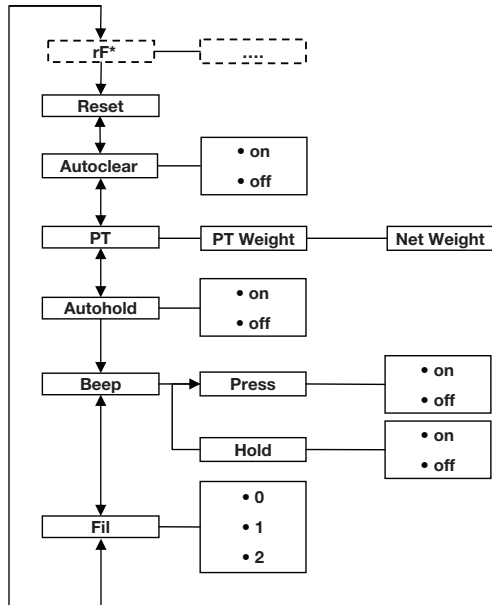 rF*
....
Reset
Autoclear
• on
• off
PT
PT Weight
Net Weight
Autohold
• on
• off
Beep
Press
• on
• off
Hold
• on
• off
Fil
• 0
• 1
• 2